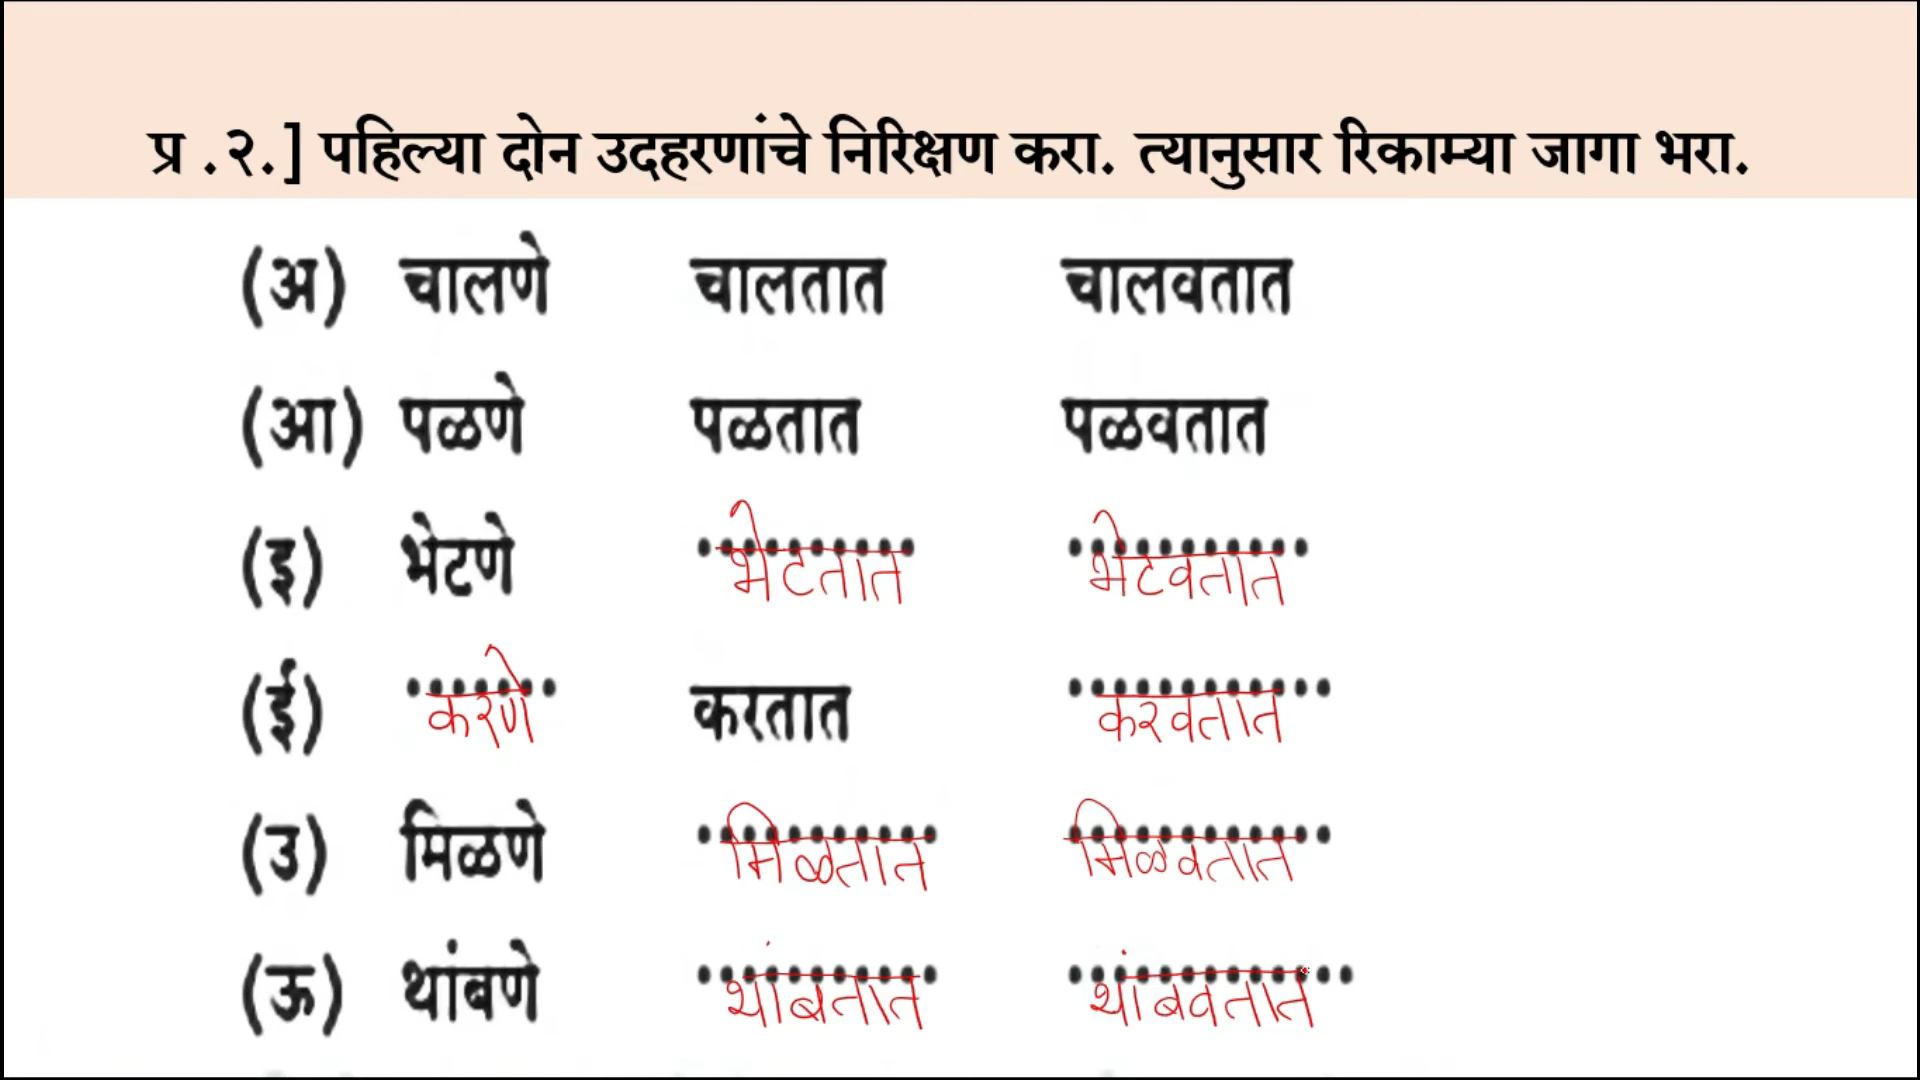 प्र .२.] पहिल्या दोन उदहरणांचे निरिक्षण करा. त्यानुसार रिकाम्या जागा भरा.
(अ) चालणे चालतात चालवतात
(आ) पळणे पळतात पळवतात
(इ) भेटणे भेटतात भेटवतात
(ई) करणे करतात करवतात
(उ) मिळणे मिळतात मिळवतात
(ऊ) थांबणे थांबतात थांबवतात